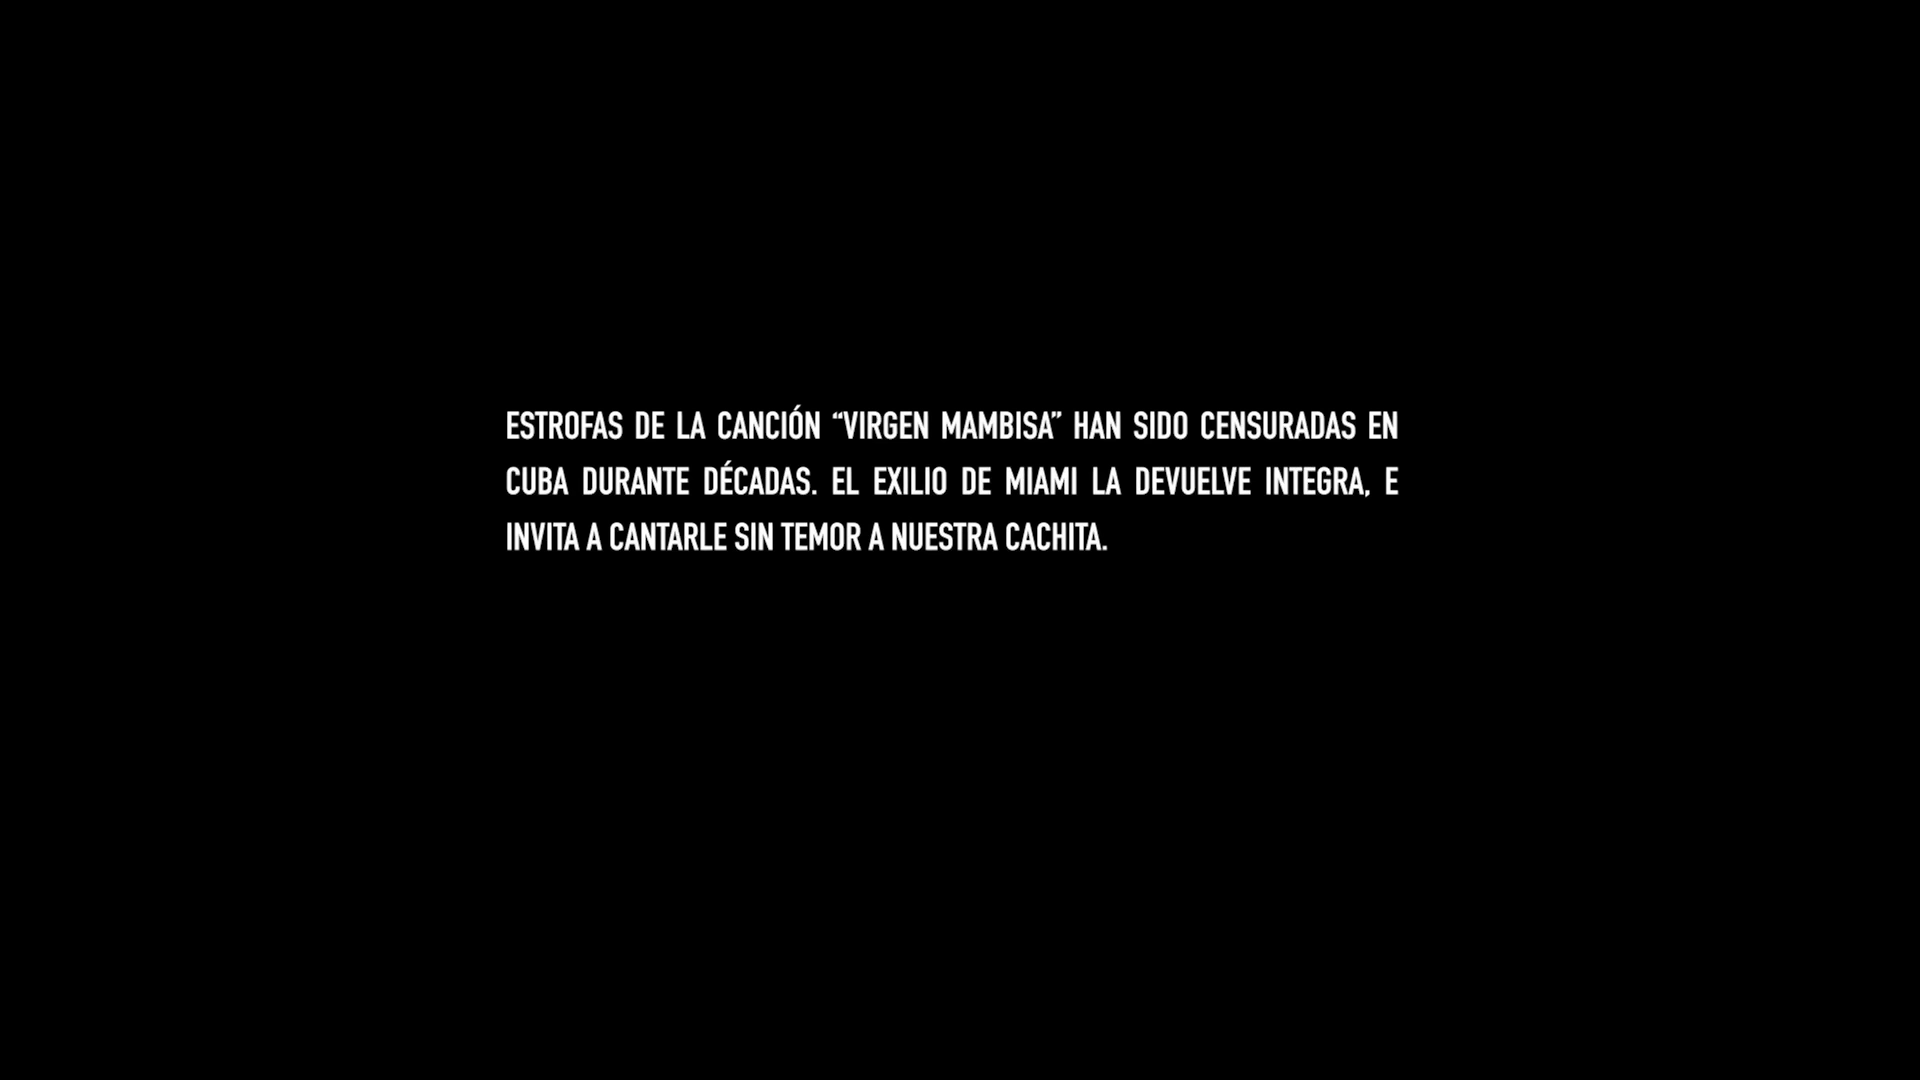 ESTROFAS DE LA CANCIÓN “VIRGEN MAMBISA” HAN SIDO CENSURADAS EN
CUBA DURANTE DÉCADAS. EL EXILIO DE MIAMI LA DEVUELVE INTEGRA, E
INVITA A CANTARLE SIN TEMOR A NUESTRA CACHITA.